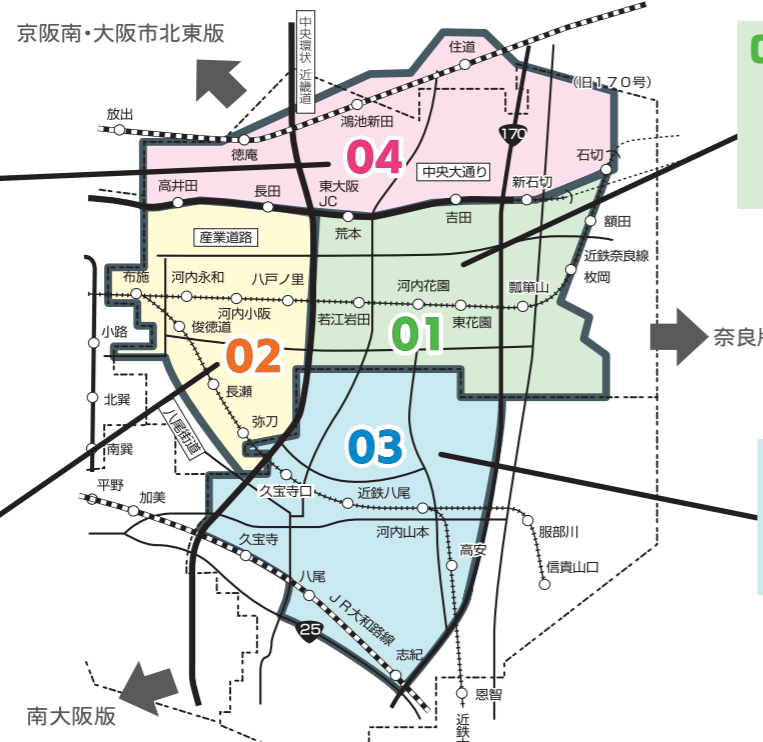 京阪南・大阪市北東版
中央環状 近畿道
住道
(旧170号)
放出
鴻池新田
170
徳庵
04
石切
中央大通り
高井田
長田
東大阪JC
新石切
吉田
荒本
額田
産業道路
近鉄奈良線
布施
河内永和
八戸ノ里
河内花園
瓢箪山
枚岡
河内小阪
若江岩田
東花園
小路
俊徳道
01
奈良版
02
長瀬
北巽
弥刀
八尾街道
03
南巽
平野
加美
久宝寺口
近鉄八尾
河内山本
服部川
久宝寺
高安
信貴山口
八尾
JR大和路線
25
志紀
恩智
南大阪版
近鉄